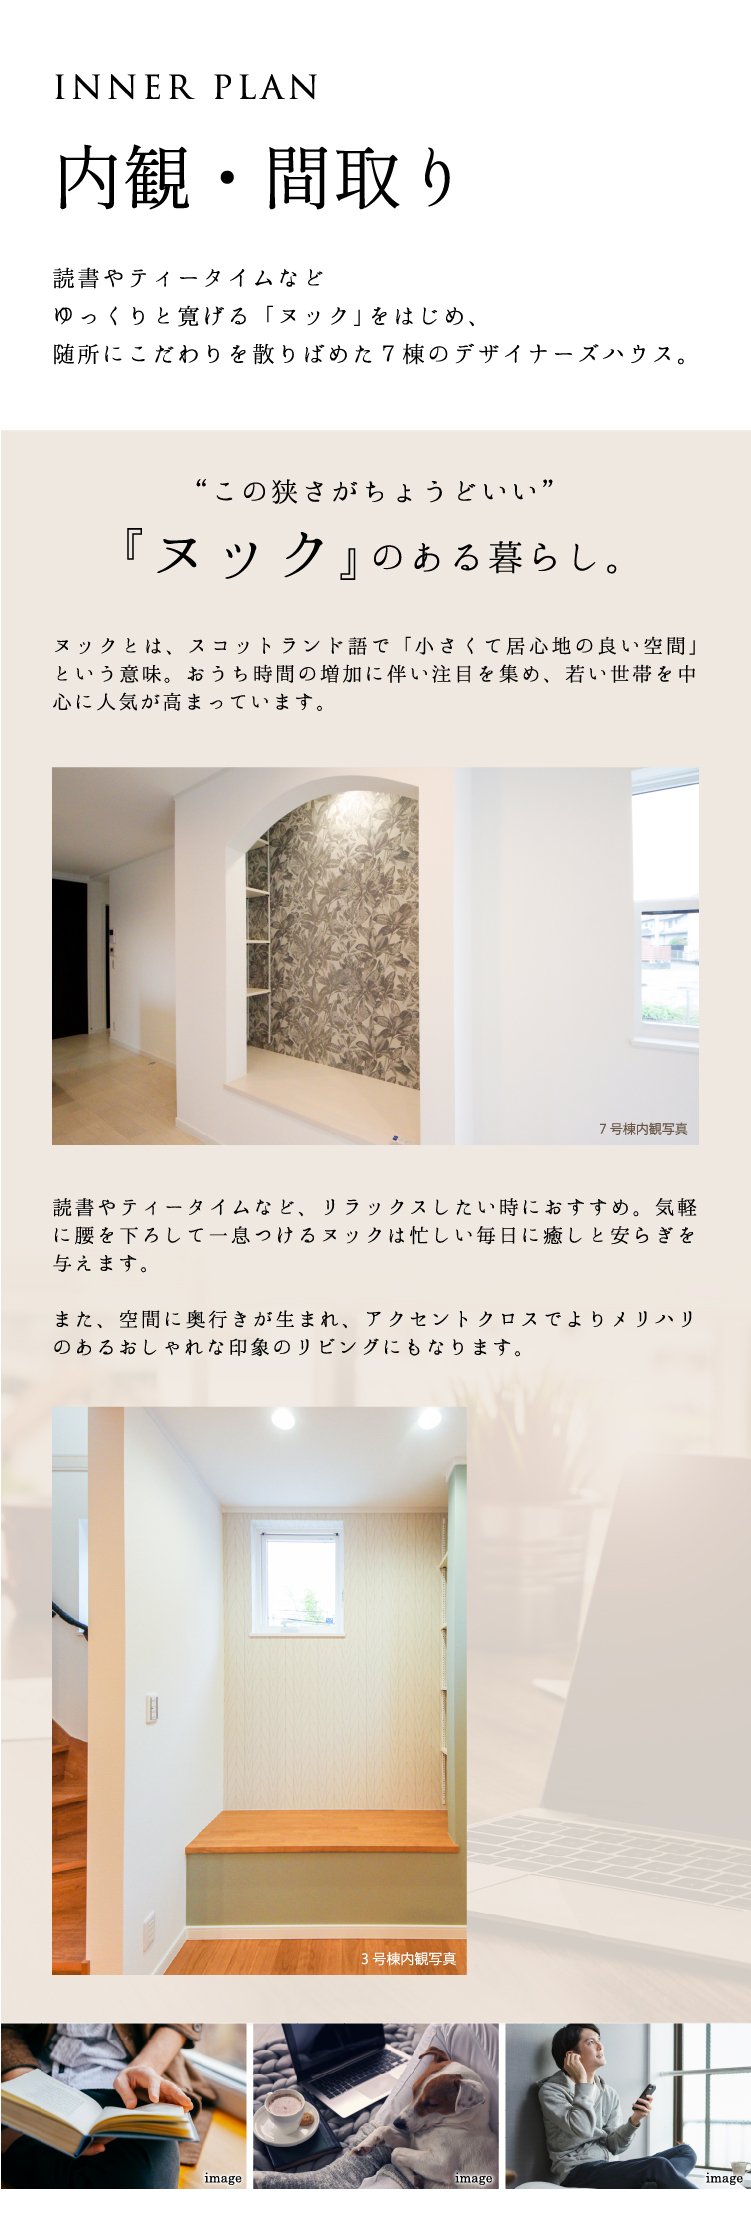 INNER PLAN
内観・間取り
読書やティータイムなど
ゆっくりと寛げる「ヌック」をはじめ、
随所にこだわりを散りばめた７棟のデザイナーズハウス。
“この狭さがちょうどいい”
『ヌック』のある暮らし。
ヌックとは、スコットランド語で「小さくて居心地の良い空間」
という意味。おうち時間の増加に伴い注目を集め、若い世帯を中
心に人気が高まっています。
7 号棟内観写真
読書やティータイムなど、リラックスしたい時におすすめ。気軽
に腰を下ろして一息つけるヌックは忙しい毎日に癒しと安らぎを
与えます。
また、空間に奥行きが生まれ、アクセントクロスでよりメリハリ
のあるおしゃれな印象のリビングにもなります。
3 号棟内観写真
image
image
image